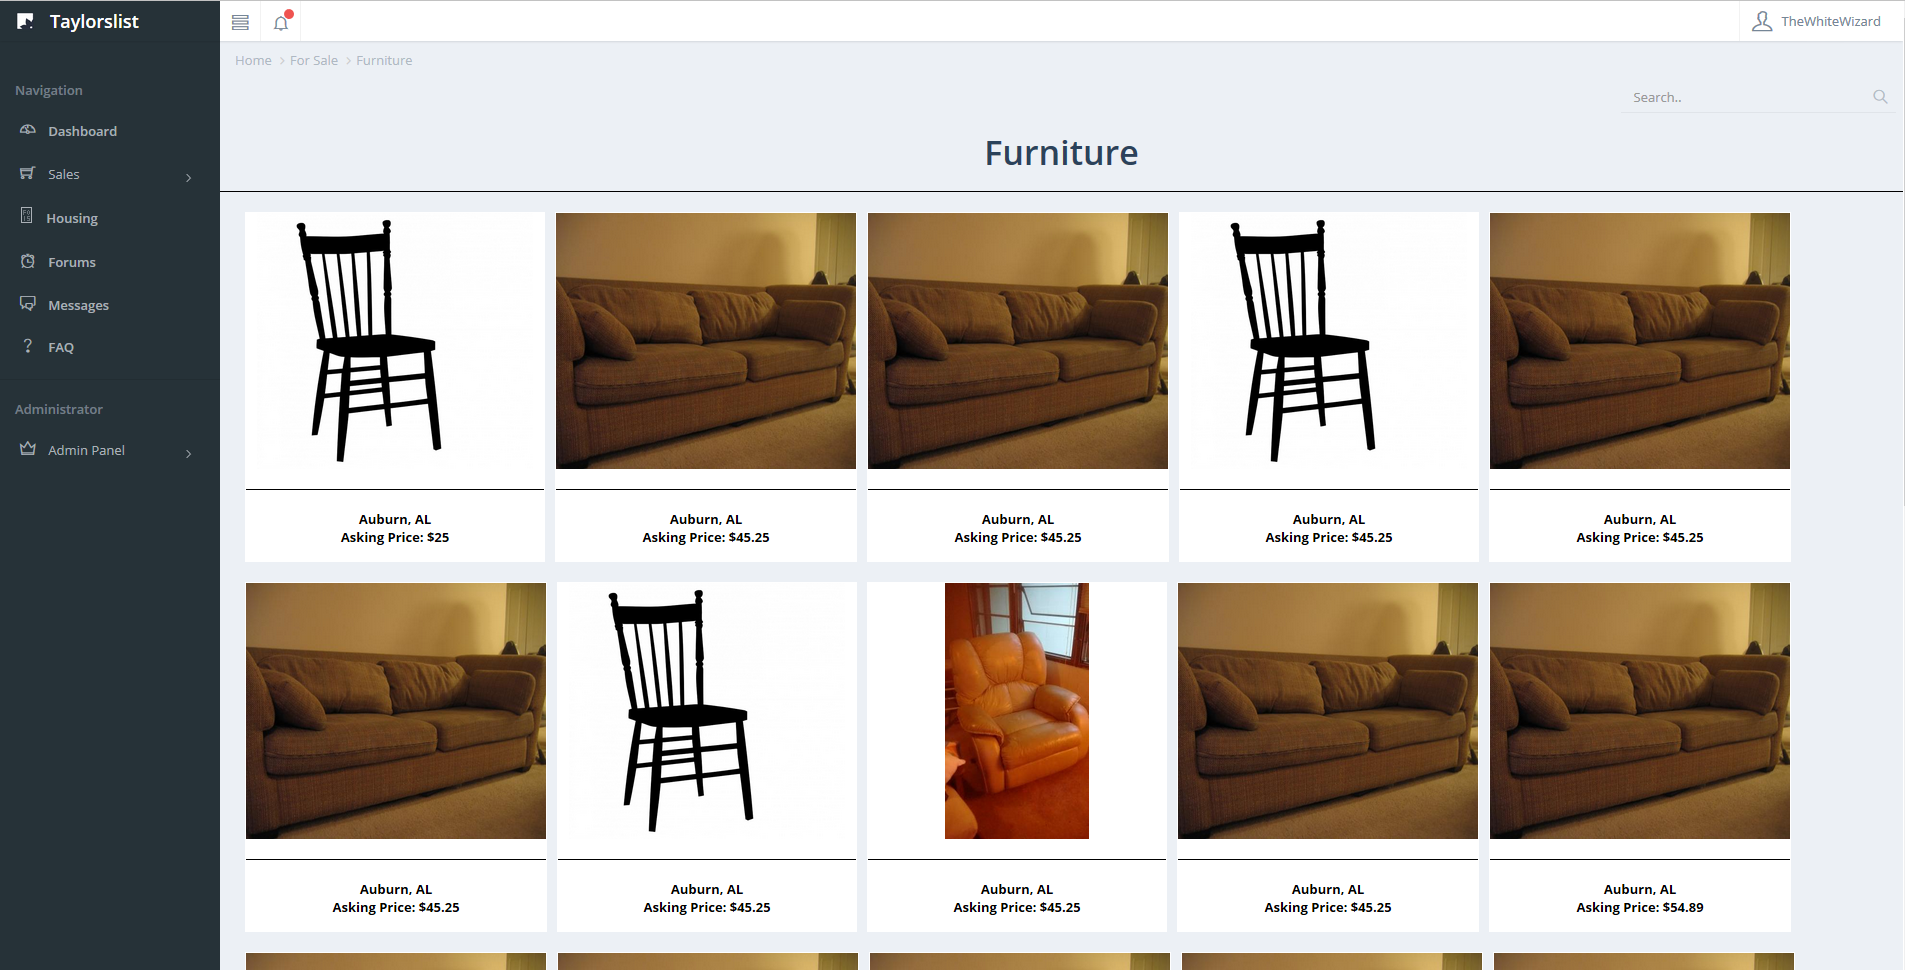 Taylorslist
TheWhiteWizard
Navigation
Dashboard
Sales
Housing
Forums
Messages
FAQ
Administrator
Admin Panel
Home > For Sale > Furniture
Search..
Furniture
Auburn, AL
Asking Price: $25
Auburn, AL
Asking Price: $45.25
Auburn, AL
Asking Price: $45.25
Auburn, AL
Asking Price: $45.25
Auburn, AL
Asking Price: $45.25
Auburn, AL
Asking Price: $45.25
Auburn, AL
Asking Price: $45.25
Auburn, AL
Asking Price: $45.25
Auburn, AL
Asking Price: $45.25
Auburn, AL
Asking Price: $54.89